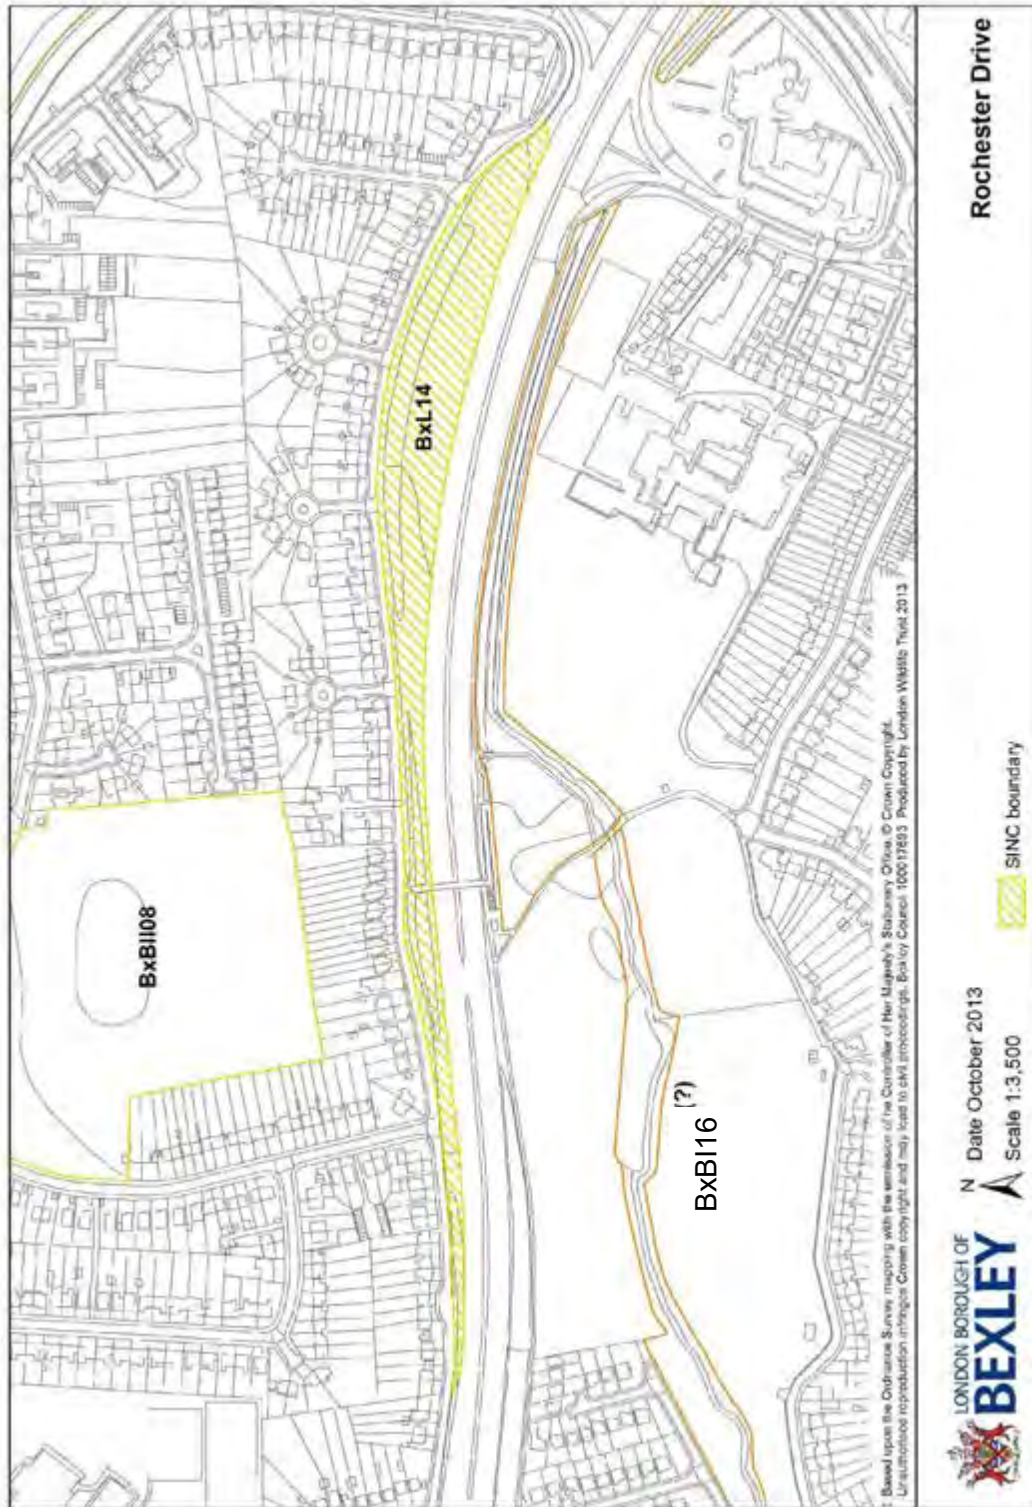 BxBII08
BxL14
BxBI16
(?)
Based upon the Ordnance Survey mapping with the permission of the Controller of Her Majesty's Stationery Office. © Crown Copyright.
Unauthorised reproduction infringes Crown copyright and may lead to civil proceedings. Bexley Council 100017693 Produced by London Wildlife Trust 2013
LONDON BOROUGH OF
BEXLEY
N
Date October 2013
Scale 1:3,500
SINC boundary
Rochester Drive